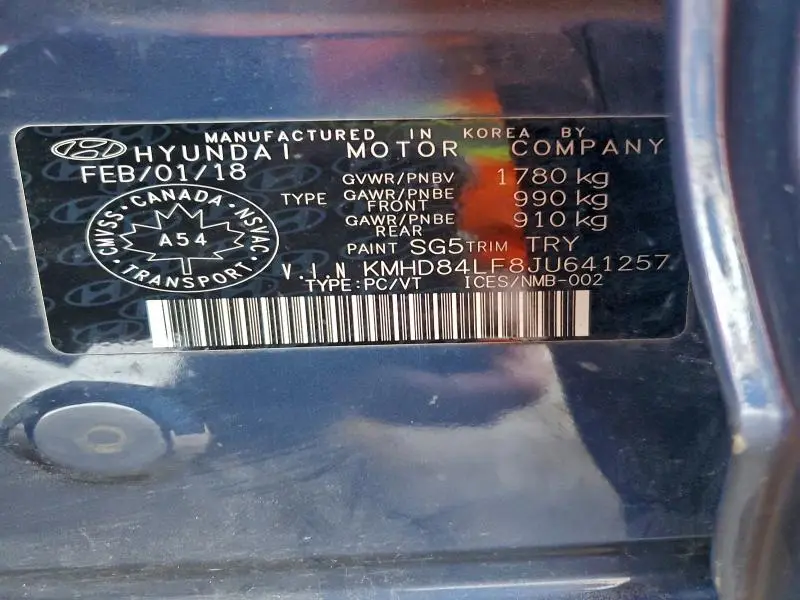 MANUFACTURED IN KOREA BY
HYUNDAI MOTOR COMPANY
FEB/01/18
GVWR/PNBV 1780 kg
TYPE GAWR/PNBE FRONT 990 kg
GAWR/PNBE REAR 910 kg
PAINT SG5 TRIM TRY
CMVSS · CANADA · NSVAC
A54
TRANSPORT
V.I.N KMHD84LF8JU641257
TYPE:PC/VT ICES/NMB-002